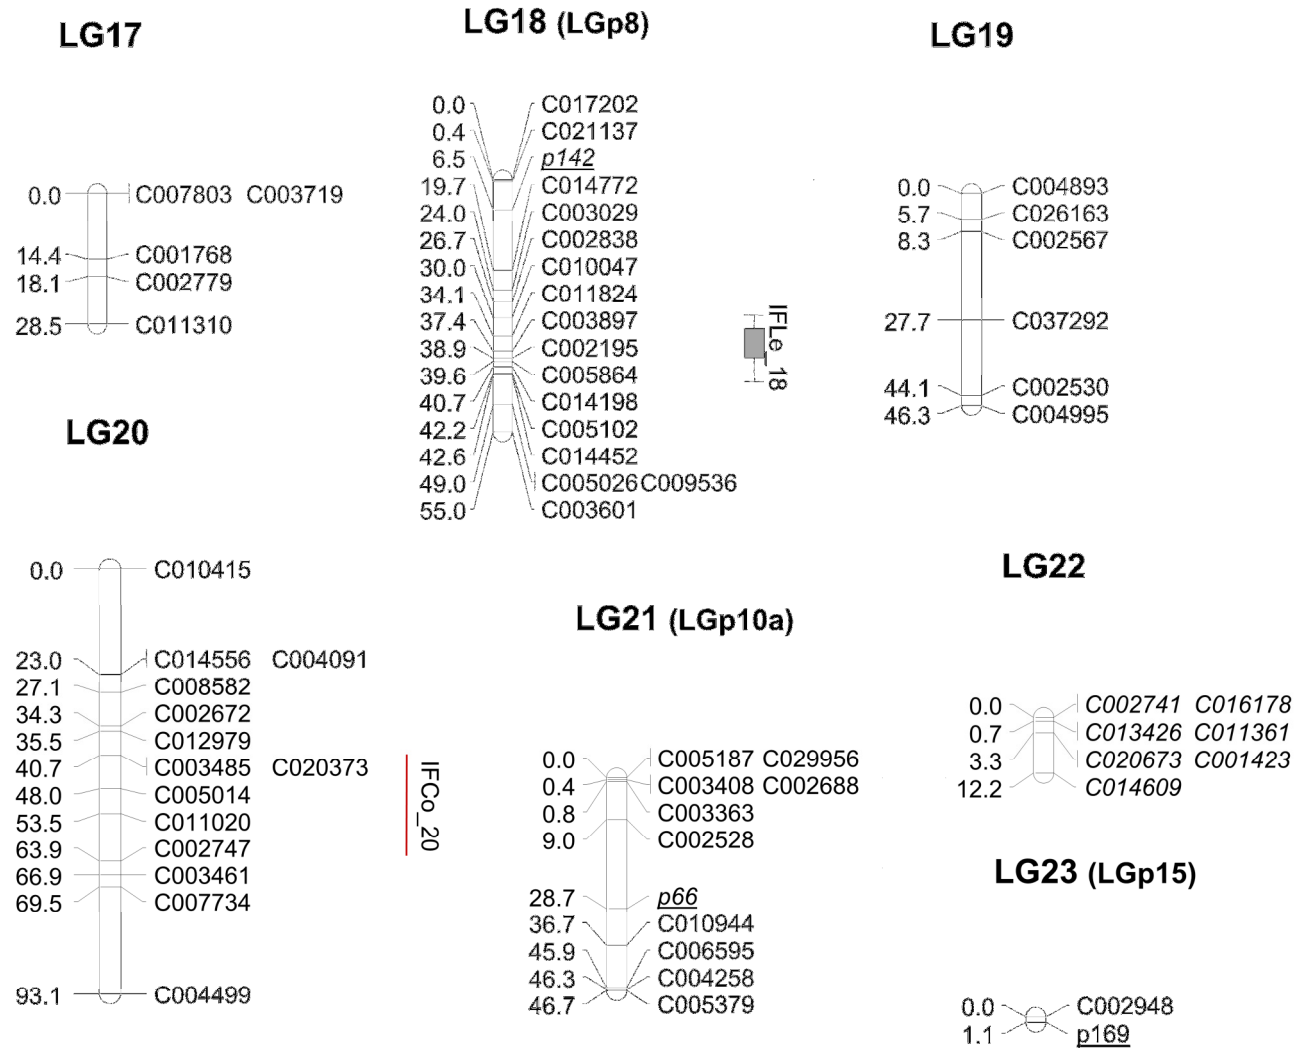 LG17
0.0 C007803 C003719
14.4 C001768
18.1 C002779
28.5 C011310
LG18 (LGp8)
0.0 C017202
0.4 C021137
6.5 p142
19.7 C014772
24.0 C003029
26.7 C002838
30.0 C010047
34.1 C011824
37.4 C003897
38.9 C002195
39.6 C005864
40.7 C014198
42.2 C005102
42.6 C014452
49.0 C005026 C009536
55.0 C003601
IFLe_18
LG19
0.0 C004893
5.7 C026163
8.3 C002567
27.7 C037292
44.1 C002530
46.3 C004995
LG20
0.0 C010415
23.0 C014556 C004091
27.1 C008582
34.3 C002672
35.5 C012979
40.7 C003485 C020373
48.0 C005014
53.5 C011020
63.9 C002747
66.9 C003461
69.5 C007734
93.1 C004499
IFCo_20
LG21 (LGp10a)
0.0 C005187 C029956
0.4 C003408 C002688
0.8 C003363
9.0 C002528
28.7 p66
36.7 C010944
45.9 C006595
46.3 C004258
46.7 C005379
LG22
0.0 C002741 C016178
0.7 C013426 C011361
3.3 C020673 C001423
12.2 C014609
LG23 (LGp15)
0.0 C002948
1.1 p169